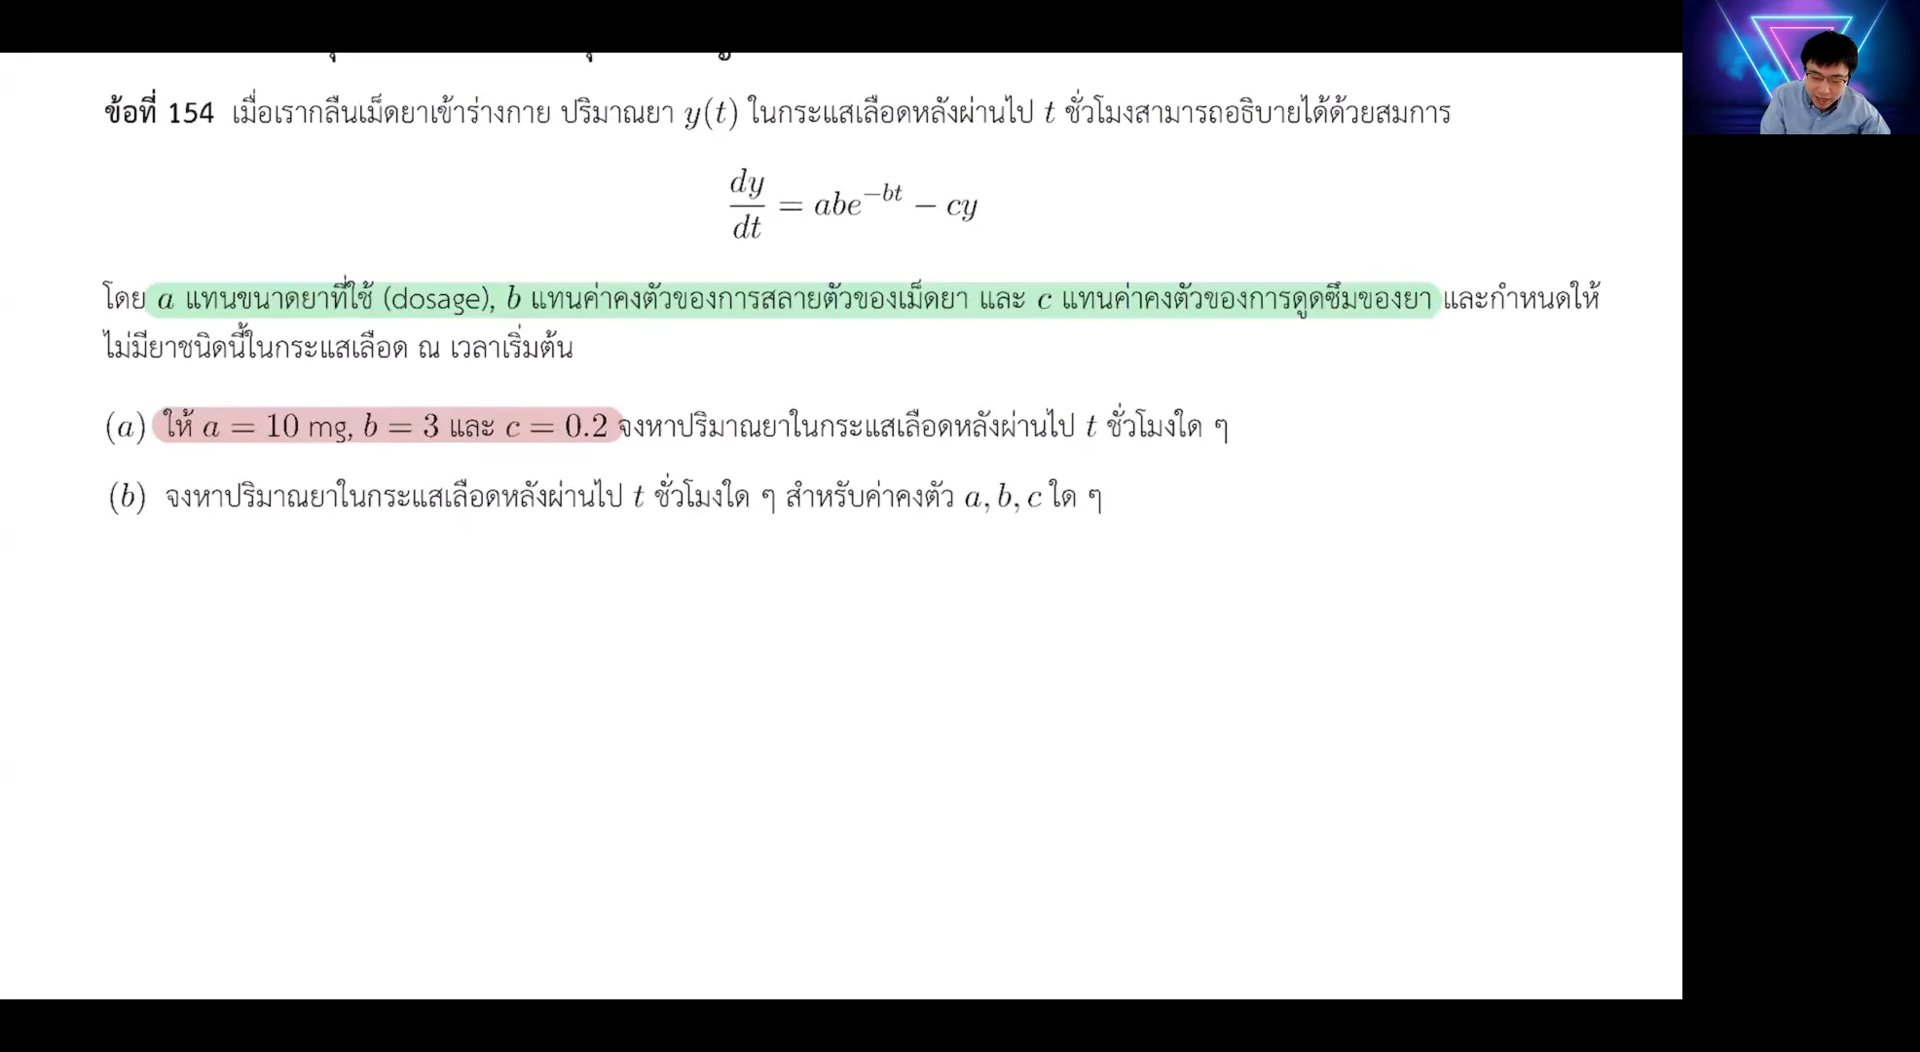 ข้อที่ 154 เมื่อเรากลืนเม็ดยาเข้าร่างกาย ปริมาณยา y(t) ในกระแสเลือดหลังผ่านไป t ชั่วโมงสามารถอธิบายได้ด้วยสมการ
dy/dt = abe^{-bt} − cy
โดย a แทนขนาดยาที่ใช้ (dosage), b แทนค่าคงตัวของการสลายตัวของเม็ดยา และ c แทนค่าคงตัวของการดูดซึมของยา และกำหนดให้
ไม่มียาชนิดนี้ในกระแสเลือด ณ เวลาเริ่มต้น
(a) ให้ a = 10 mg, b = 3 และ c = 0.2 จงหาปริมาณยาในกระแสเลือดหลังผ่านไป t ชั่วโมงใด ๆ
(b) จงหาปริมาณยาในกระแสเลือดหลังผ่านไป t ชั่วโมงใด ๆ สำหรับค่าคงตัว a, b, c ใด ๆ